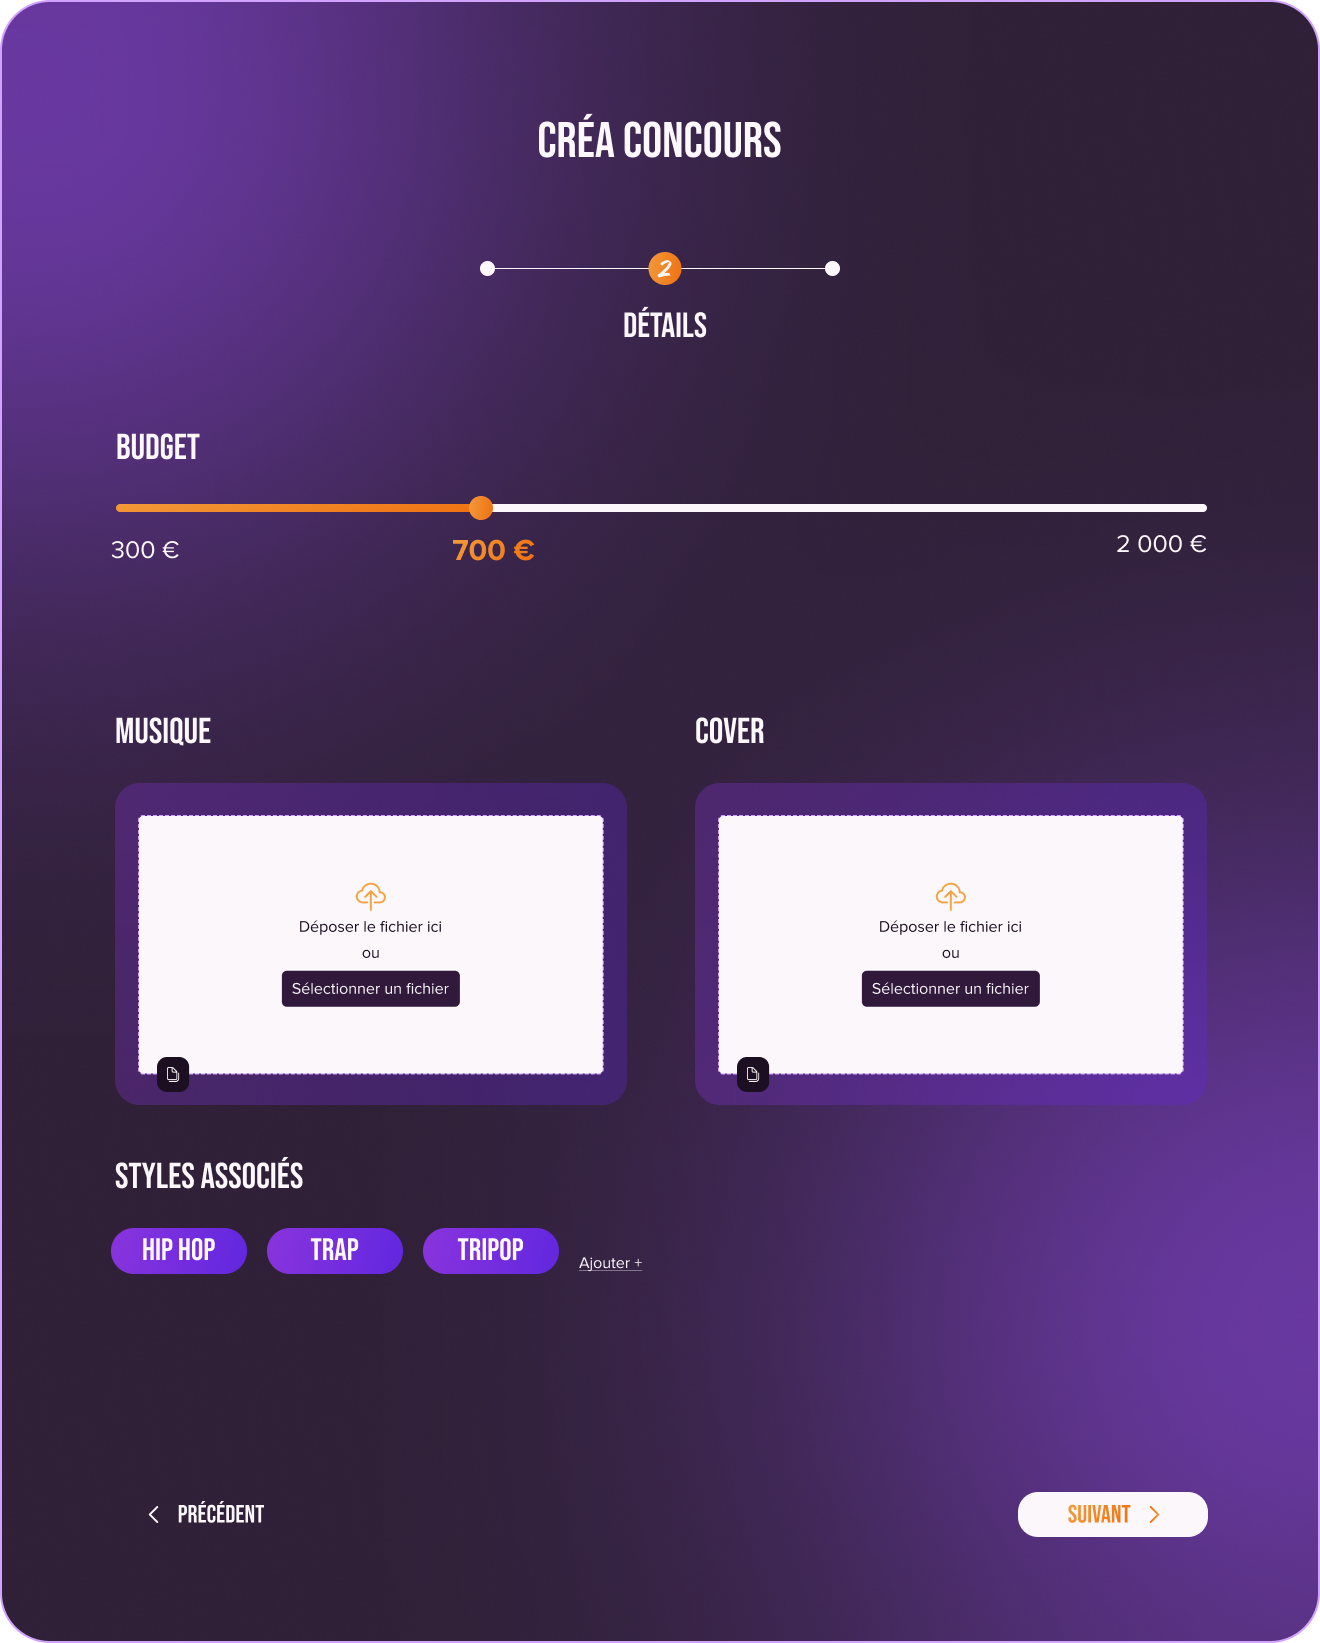 CRÉA CONCOURS
2
DÉTAILS
BUDGET
300 €
700 €
2 000 €
MUSIQUE
Déposer le fichier ici
ou
Sélectionner un fichier
COVER
Déposer le fichier ici
ou
Sélectionner un fichier
STYLES ASSOCIÉS
HIP HOP
TRAP
TRIPOP
Ajouter +
PRÉCÉDENT
SUIVANT